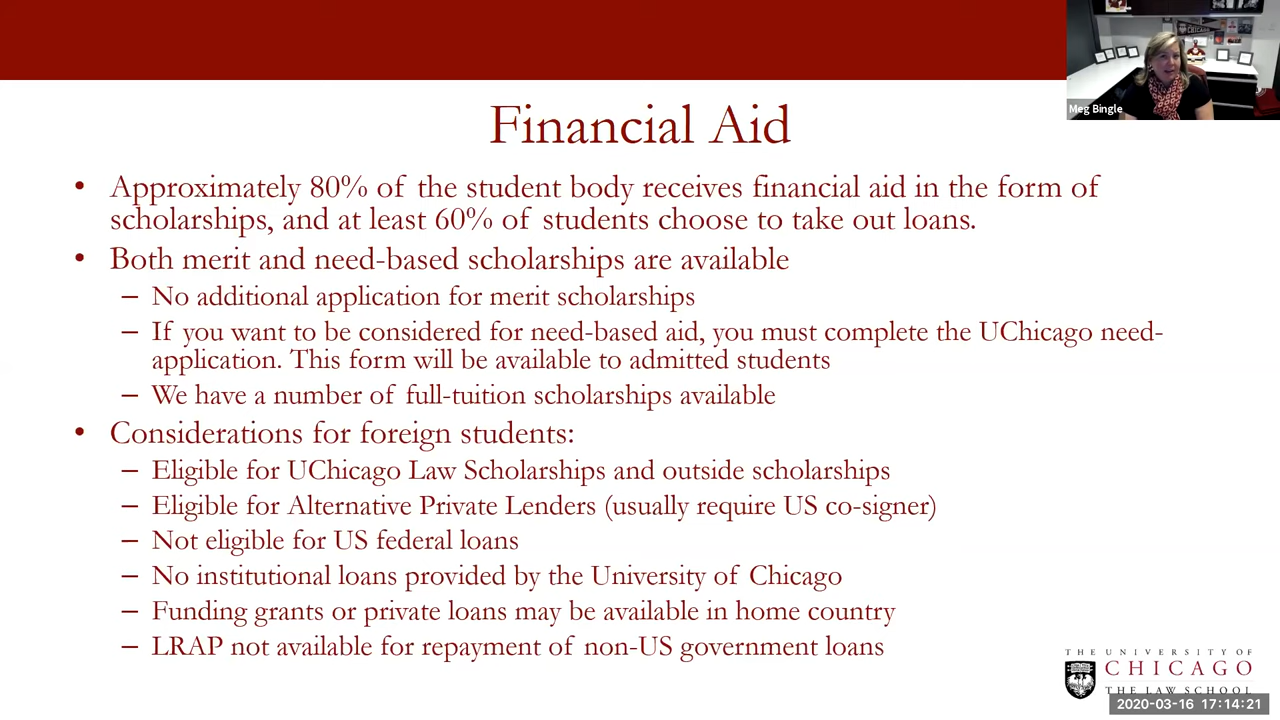 Meg Bingle
Financial Aid
• Approximately 80% of the student body receives financial aid in the form of
scholarships, and at least 60% of students choose to take out loans.
• Both merit and need-based scholarships are available
– No additional application for merit scholarships
– If you want to be considered for need-based aid, you must complete the UChicago need-
application. This form will be available to admitted students
– We have a number of full-tuition scholarships available
• Considerations for foreign students:
– Eligible for UChicago Law Scholarships and outside scholarships
– Eligible for Alternative Private Lenders (usually require US co-signer)
– Not eligible for US federal loans
– No institutional loans provided by the University of Chicago
– Funding grants or private loans may be available in home country
– LRAP not available for repayment of non-US government loans
THE UNIVERSITY OF
CHICAGO
THE LAW SCHOOL
2020-03-16 17:14:21